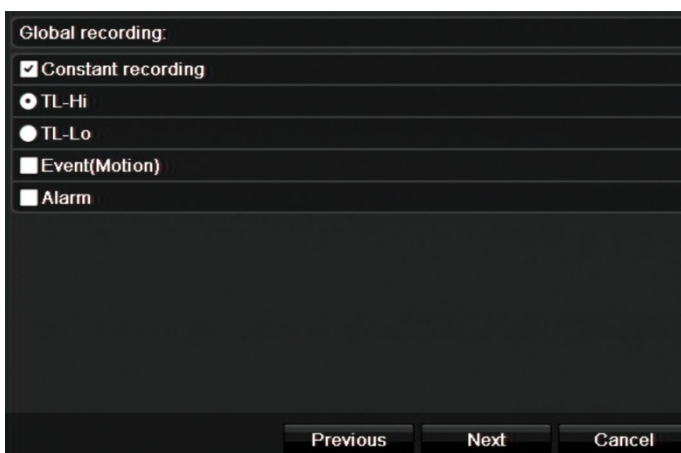 Global recording:
Constant recording
TL-Hi
TL-Lo
Event(Motion)
Alarm
Previous Next Cancel